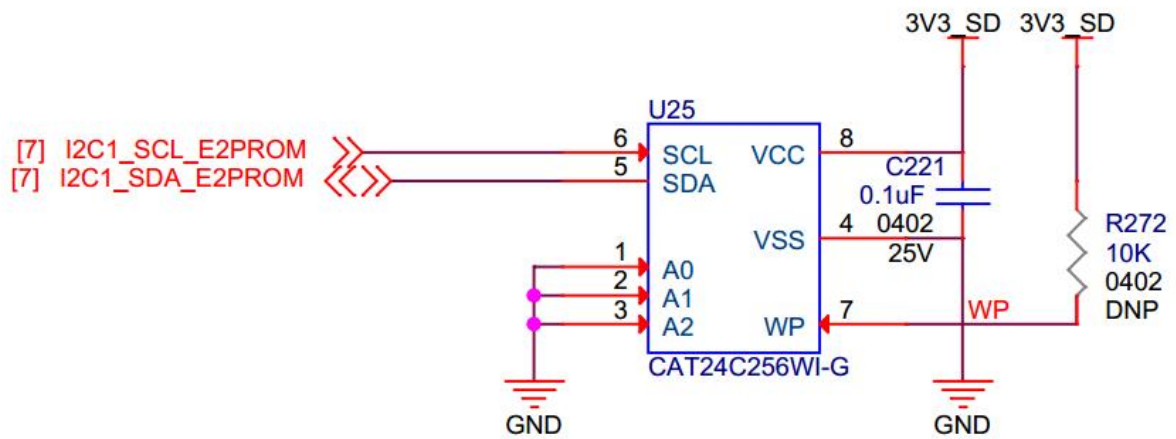 3V3_SD 3V3_SD
U25
[7] I2C1_SCL_E2PROM
6
SCL
VCC
8
[7] I2C1_SDA_E2PROM
5
SDA
C221
0.1uF
0402
25V
VSS
4
1
A0
2
A1
3
A2
WP
7
WP
R272
10K
0402
DNP
CAT24C256WI-G
GND
GND